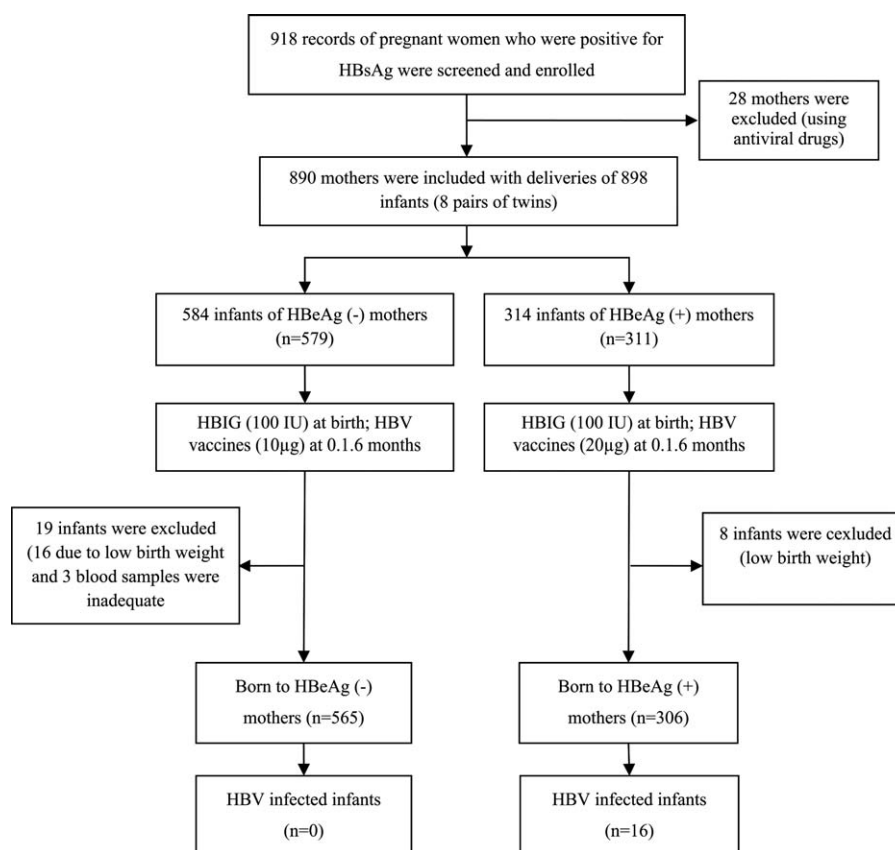 918 records of pregnant women who were positive for
HBsAg were screened and enrolled
28 mothers were
excluded (using
antiviral drugs)
890 mothers were included with deliveries of 898
infants (8 pairs of twins)
584 infants of HBeAg (-) mothers
(n=579)
314 infants of HBeAg (+) mothers
(n=311)
HBIG (100 IU) at birth; HBV
vaccines (10μg) at 0.1.6 months
HBIG (100 IU) at birth; HBV
vaccines (20μg) at 0.1.6 months
19 infants were excluded
(16 due to low birth weight
and 3 blood samples were
inadequate
8 infants were cexluded
(low birth weight)
Born to HBeAg (-)
mothers (n=565)
Born to HBeAg (+)
mothers (n=306)
HBV infected infants
(n=0)
HBV infected infants
(n=16)